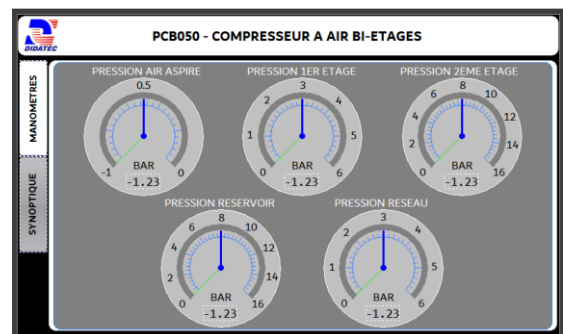 DIDATEC
PCB050 - COMPRESSEUR A AIR BI-ETAGES
MANOMETRES
SYNOPTIQUE
PRESSION AIR ASPIRE
0.5
-1
0
BAR
-1.23
PRESSION 1ER ETAGE
0
1
2
3
4
5
6
BAR
-1.23
PRESSION 2EME ETAGE
0
2
4
6
8
10
12
14
16
BAR
-1.23
PRESSION RESERVOIR
0
2
4
6
8
10
12
14
16
BAR
-1.23
PRESSION RESEAU
0
1
2
3
4
5
6
BAR
-1.23